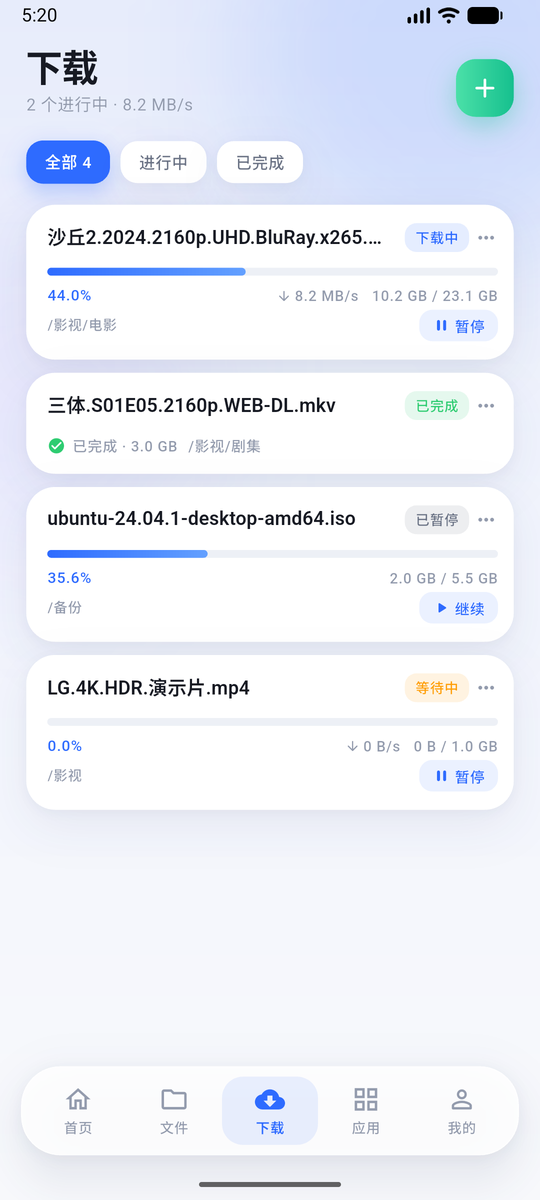 5:20
下载
2 个进行中 · 8.2 MB/s
全部 4
进行中
已完成
沙丘2.2024.2160p.UHD.BluRay.x265.... 下载中
44.0% ↓ 8.2 MB/s 10.2 GB / 23.1 GB
/影视/电影 暂停
三体.S01E05.2160p.WEB-DL.mkv 已完成
已完成 · 3.0 GB /影视/剧集
ubuntu-24.04.1-desktop-amd64.iso 已暂停
35.6% 2.0 GB / 5.5 GB
/备份 继续
LG.4K.HDR.演示片.mp4 等待中
0.0% ↓ 0 B/s 0 B / 1.0 GB
/影视 暂停
首页 文件 下载 应用 我的